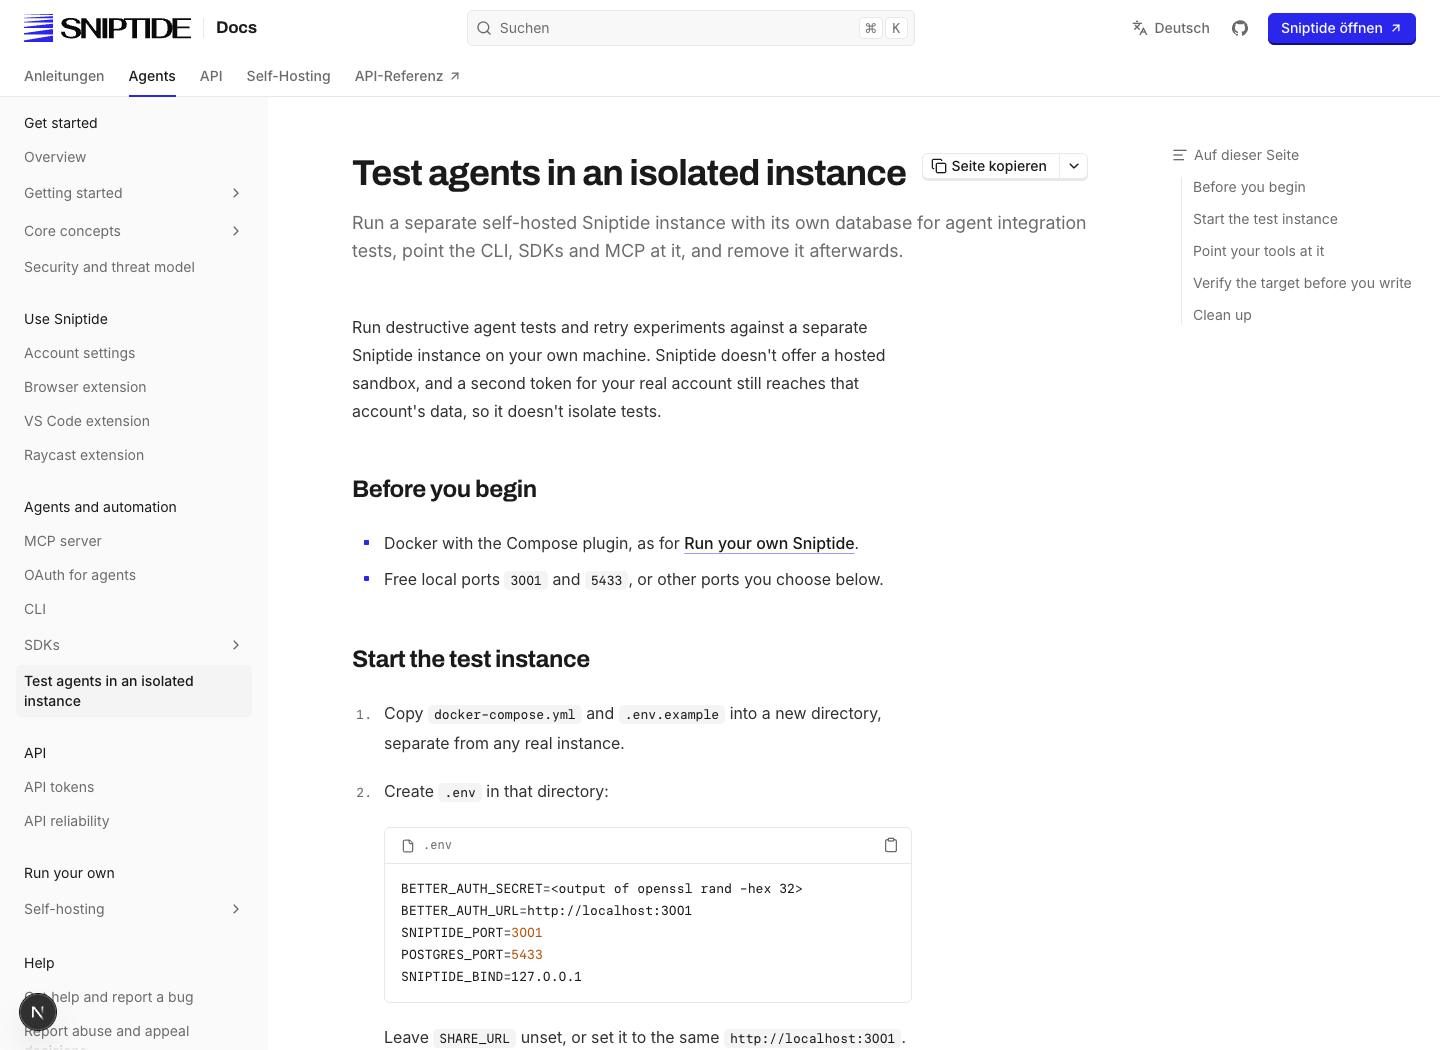 SNIPTIDE Docs
Suchen
⌘ K
Deutsch
Sniptide öffnen
Anleitungen
Agents
API
Self-Hosting
API-Referenz
Get started
Overview
Getting started
Core concepts
Security and threat model
Use Sniptide
Account settings
Browser extension
VS Code extension
Raycast extension
Agents and automation
MCP server
OAuth for agents
CLI
SDKs
Test agents in an isolated
instance
API
API tokens
API reliability
Run your own
Self-hosting
Help
help and report a bug
N
Report abuse and appeal
Test agents in an isolated instance
Seite kopieren
Run a separate self-hosted Sniptide instance with its own database for agent integration
tests, point the CLI, SDKs and MCP at it, and remove it afterwards.
Run destructive agent tests and retry experiments against a separate
Sniptide instance on your own machine. Sniptide doesn't offer a hosted
sandbox, and a second token for your real account still reaches that
account's data, so it doesn't isolate tests.
Before you begin
Docker with the Compose plugin, as for Run your own Sniptide.
Free local ports 3001 and 5433, or other ports you choose below.
Start the test instance
1. Copy docker-compose.yml and .env.example into a new directory,
separate from any real instance.
2. Create .env in that directory:
.env
BETTER_AUTH_SECRET=<output of openssl rand -hex 32>
BETTER_AUTH_URL=http://localhost:3001
SNIPTIDE_PORT=3001
POSTGRES_PORT=5433
SNIPTIDE_BIND=127.0.0.1
Leave SHARE_URL unset, or set it to the same http://localhost:3001.
Auf dieser Seite
Before you begin
Start the test instance
Point your tools at it
Verify the target before you write
Clean up